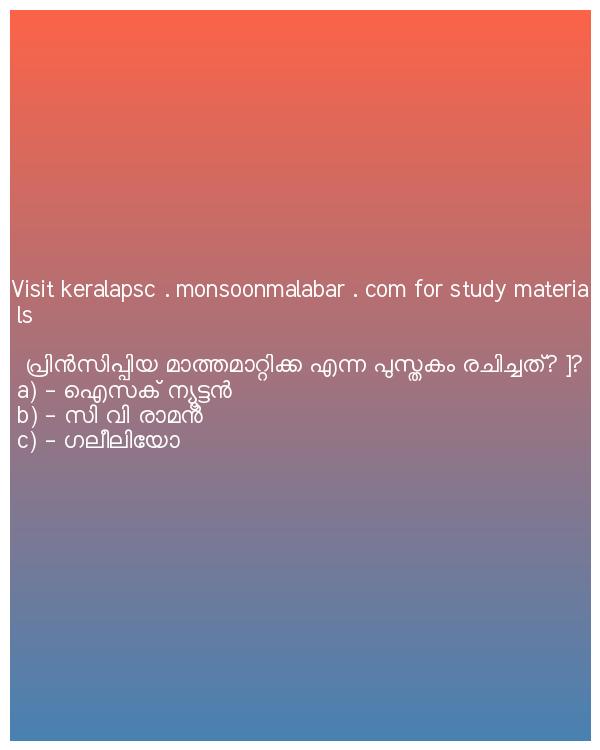 Visit keralapsc . monsoonmalabar . com for study materia
ls
പ്രിൻസിപ്പിയ മാത്തമാറ്റിക്ക എന്ന പുസ്തകം രചിച്ചത്? ]?
a) - ഐസക് ന്യൂട്ടൻ
b) - സി വി രാമൻ
c) - ഗലീലിയോ